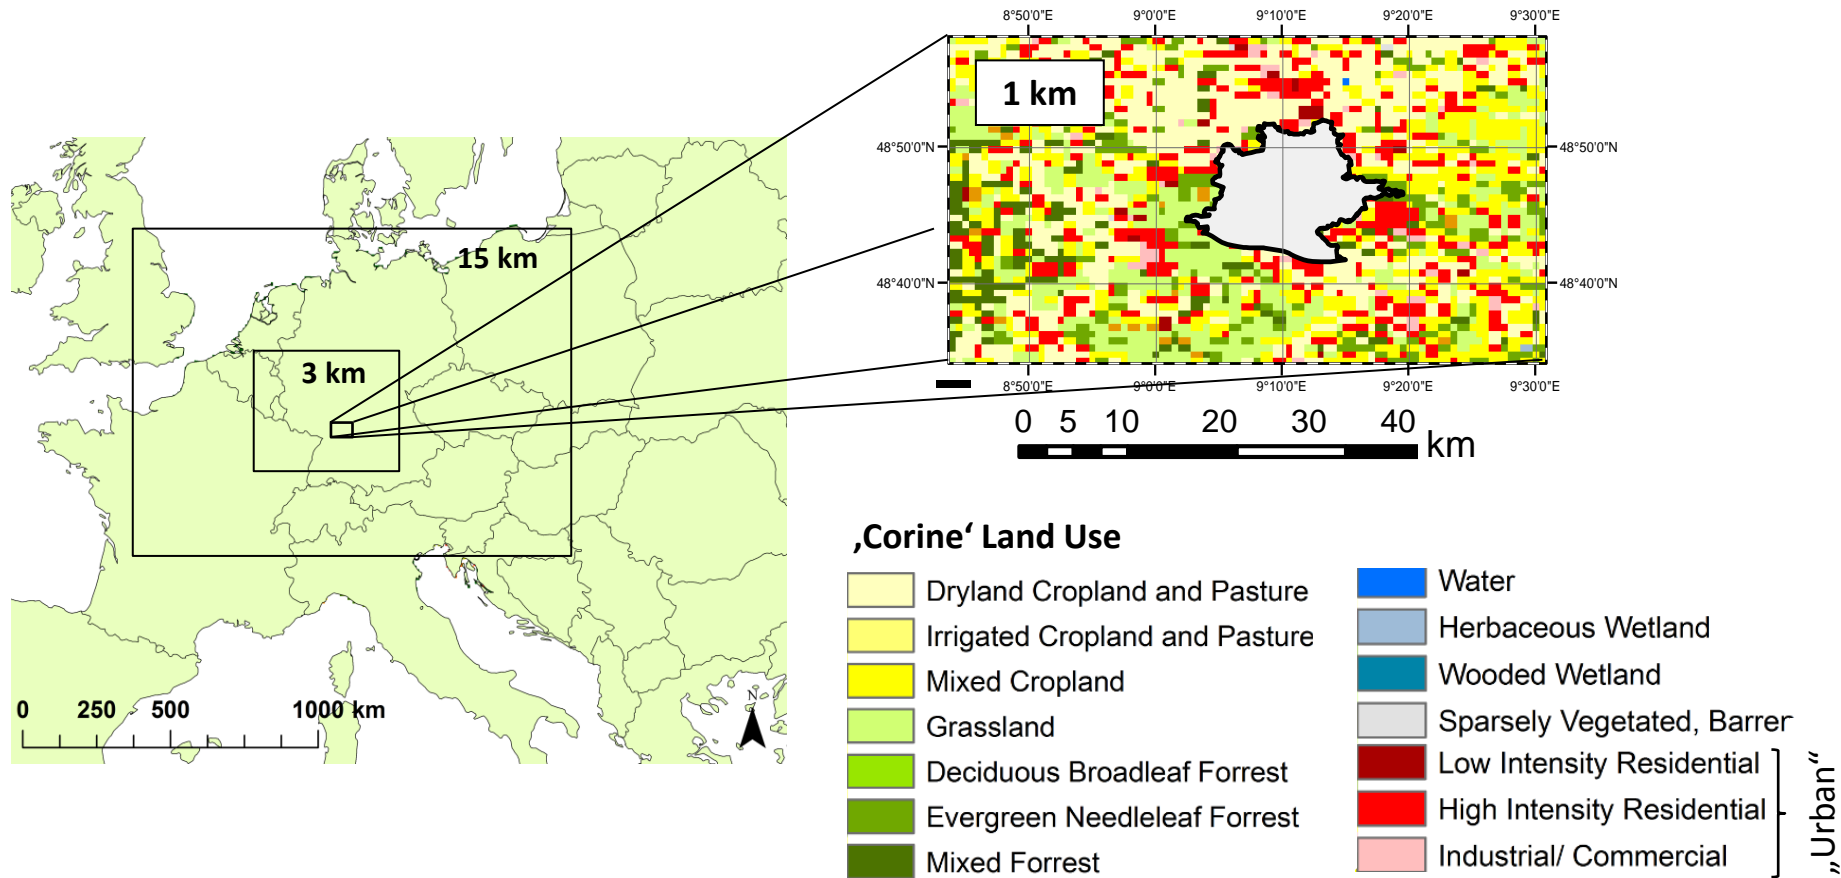 8°50'0"E 9°0'0"E 9°10'0"E 9°20'0"E 9°30'0"E
1 km
48°50'0"N 48°50'0"N
15 km
48°40'0"N 48°40'0"N
3 km
8°50'0"E 9°0'0"E 9°10'0"E 9°20'0"E 9°30'0"E
0 5 10 20 30 40 km
N
0 250 500 1000 km
‚Corine‘ Land Use
Dryland Cropland and Pasture
Irrigated Cropland and Pasture
Mixed Cropland
Grassland
Deciduous Broadleaf Forrest
Evergreen Needleleaf Forrest
Mixed Forrest
Water
Herbaceous Wetland
Wooded Wetland
Sparsely Vegetated, Barren
Low Intensity Residential
High Intensity Residential
Industrial/ Commercial
„Urban“